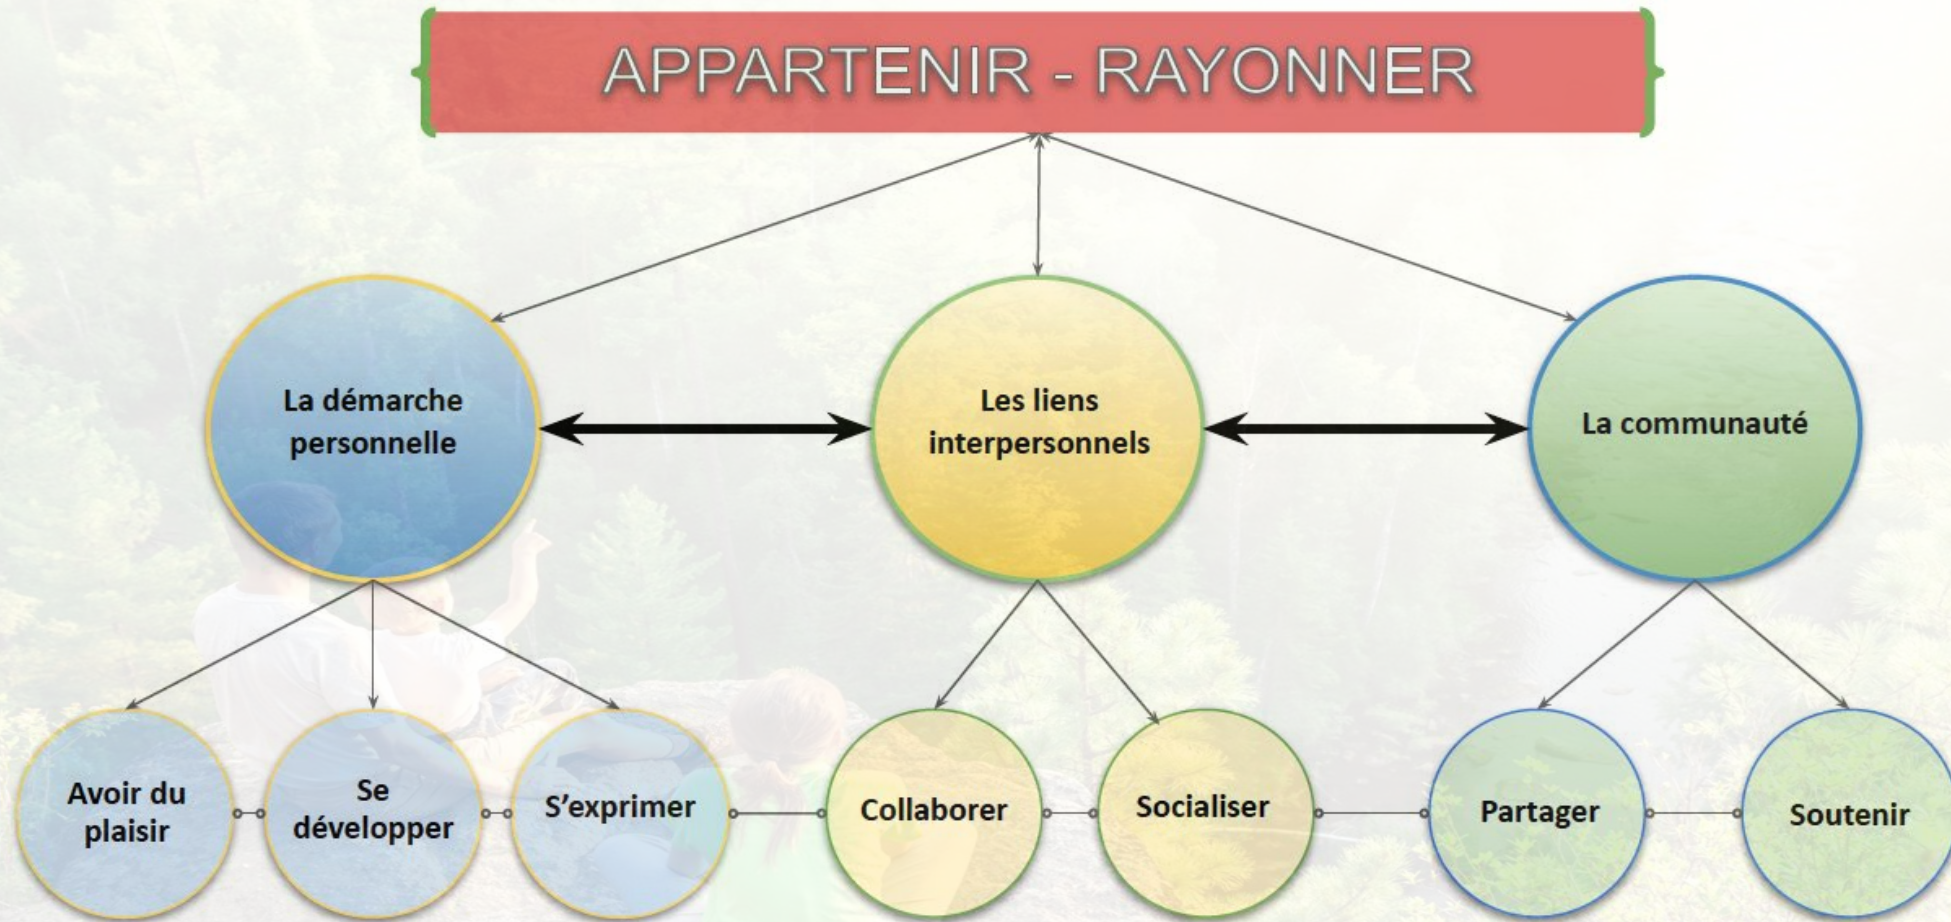 APPARTENIR - RAYONNER
La démarche
personnelle
Les liens
interpersonnels
La communauté
Avoir du
plaisir
Se
développer
S’exprimer
Collaborer
Socialiser
Partager
Soutenir